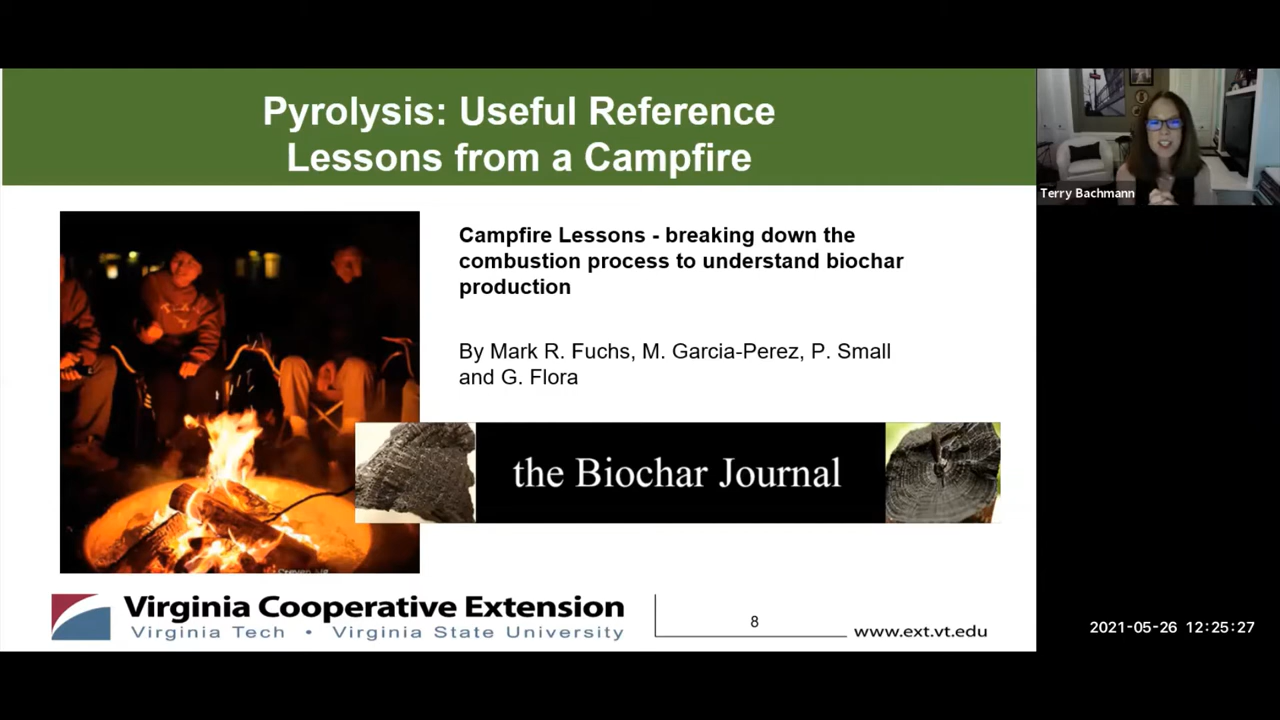 Pyrolysis: Useful Reference
Lessons from a Campfire
Terry Bachmann
Campfire Lessons - breaking down the
combustion process to understand biochar
production
By Mark R. Fuchs, M. Garcia-Perez, P. Small
and G. Flora
the Biochar Journal
Virginia Cooperative Extension
Virginia Tech • Virginia State University
8
www.ext.vt.edu
2021-05-26 12:25:27